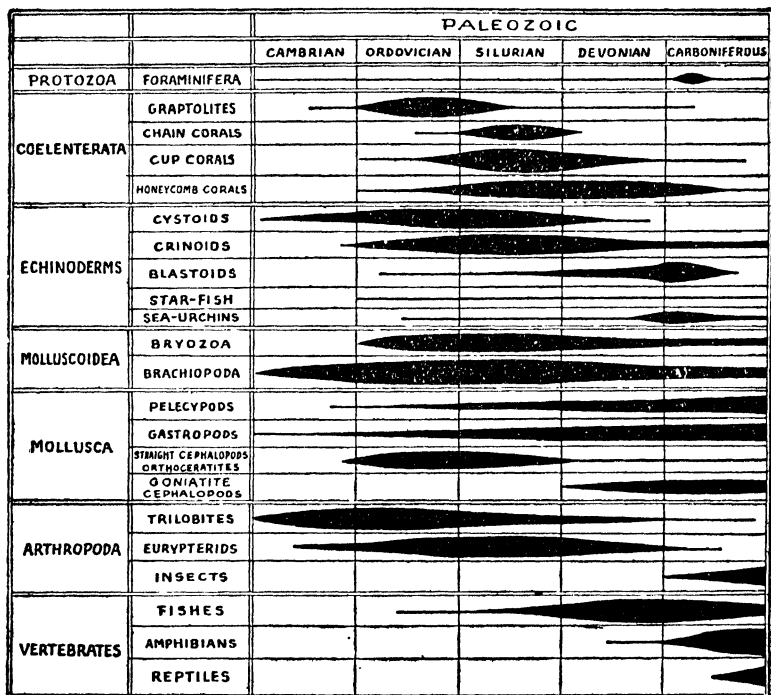 PALEOZOIC
CAMBRIAN ORDOVICIAN SILURIAN DEVONIAN CARBONIFEROUS
PROTOZOA FORAMINIFERA
COELENTERATA
GRAPTOLITES
CHAIN CORALS
CUP CORALS
HONEYCOMB CORALS
ECHINODERMS
CYSTOIDS
CRINOIDS
BLASTOIDS
STAR-FISH
SEA-URCHINS
MOLLUSCOIDEA
BRYOZOA
BRACHIOPODA
MOLLUSCA
PELECYPODS
GASTROPODS
STRAIGHT CEPHALOPODS
ORTHOCERATITES
GONIATITE
CEPHALOPODS
ARTHROPODA
TRILOBITES
EURYPTERIDS
INSECTS
VERTEBRATES
FISHES
AMPHIBIANS
REPTILES